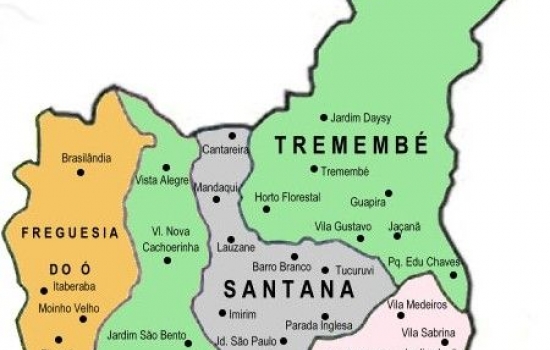 Jardim Daysy
TREMEMBÉ
Cantareira
Brasilândia
Tremembé
Vista Alegre
Mandaqui
Horto Florestal
Guapira
FREGUESIA
DO Ó
Vl. Nova
Cachoerinha
Vila Gustavo
Jaçanã
Lauzane
Barro Branco
Tucuruvi
Pq. Edu Chaves
Itaberaba
SANTANA
Moinho Velho
Vila Medeiros
Imirim
Parada Inglesa
Jardim São Bento
Jd. São Paulo
Vila Sabrina